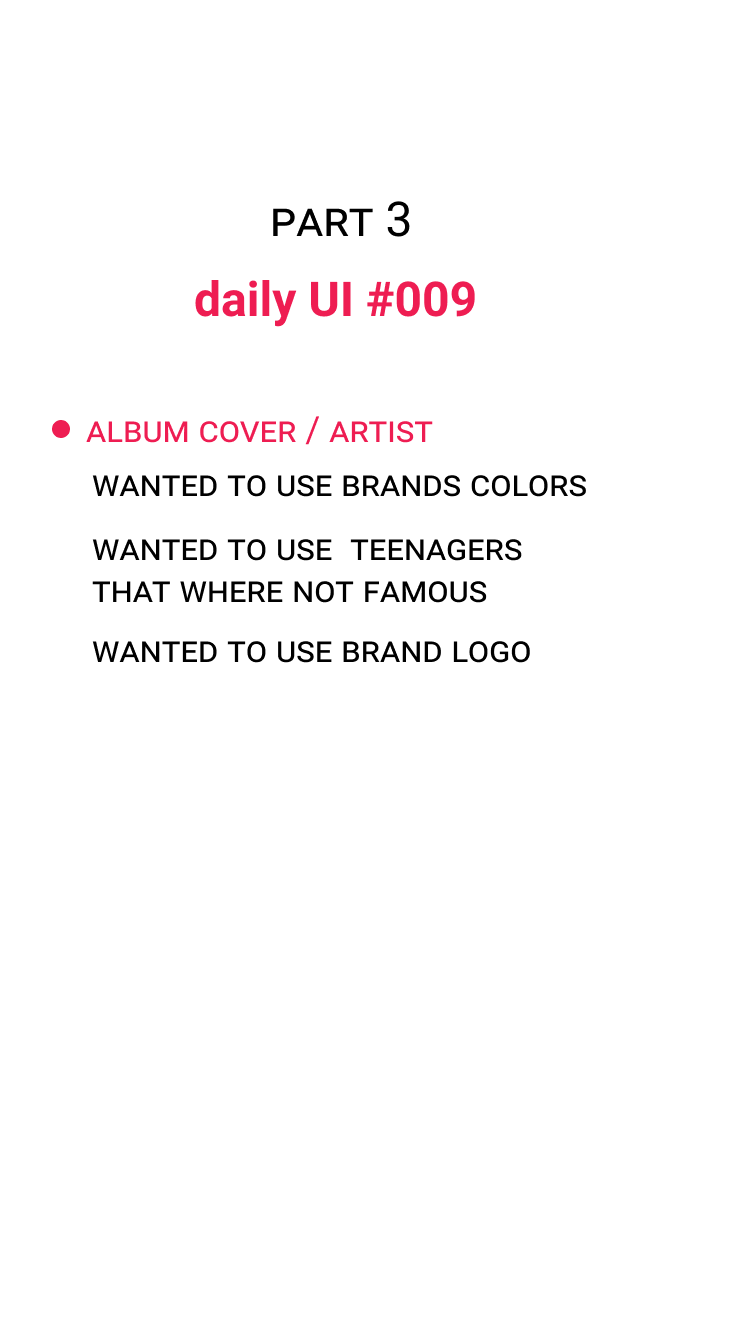 PART 3
daily UI #009
ALBUM COVER / ARTIST
WANTED TO USE BRANDS COLORS
WANTED TO USE TEENAGERS
THAT WHERE NOT FAMOUS
WANTED TO USE BRAND LOGO